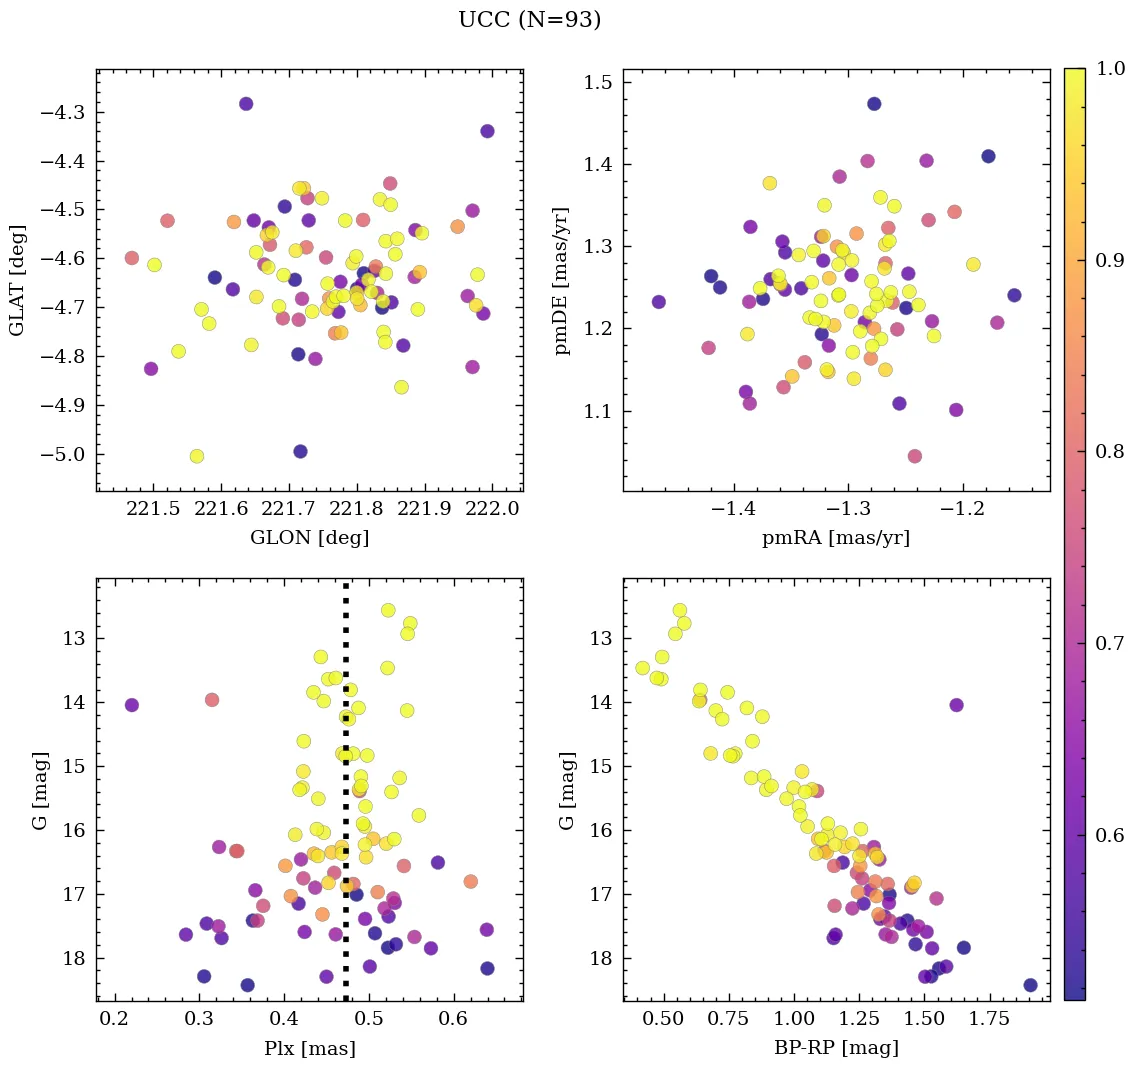 UCC (N=93)
−4.3
−4.4
−4.5
−4.6
−4.7
−4.8
−4.9
−5.0
GLAT [deg]
221.5 221.6 221.7 221.8 221.9 222.0
GLON [deg]
1.5
1.4
1.3
1.2
1.1
pmDE [mas/yr]
−1.4 −1.3 −1.2
pmRA [mas/yr]
13
14
15
16
17
18
G [mag]
0.2 0.3 0.4 0.5 0.6
Plx [mas]
13
14
15
16
17
18
G [mag]
0.50 0.75 1.00 1.25 1.50 1.75
BP-RP [mag]
1.0
0.9
0.8
0.7
0.6